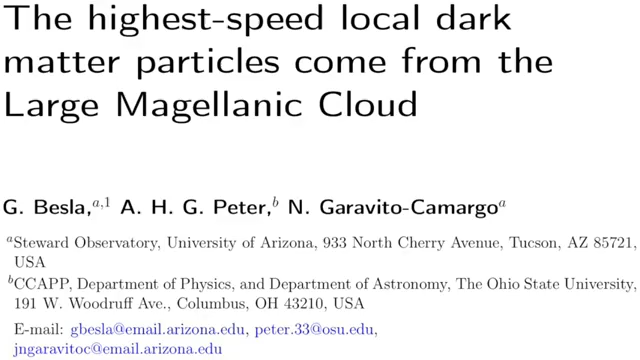 The highest-speed local dark
matter particles come from the
Large Magellanic Cloud
G. Besla,a,1 A. H. G. Peter,b N. Garavito-Camargoa
aSteward Observatory, University of Arizona, 933 North Cherry Avenue, Tucson, AZ 85721,
USA
bCCAPP, Department of Physics, and Department of Astronomy, The Ohio State University,
191 W. Woodruff Ave., Columbus, OH 43210, USA
E-mail: gbesla@email.arizona.edu, peter.33@osu.edu,
jngaravitoc@email.arizona.edu